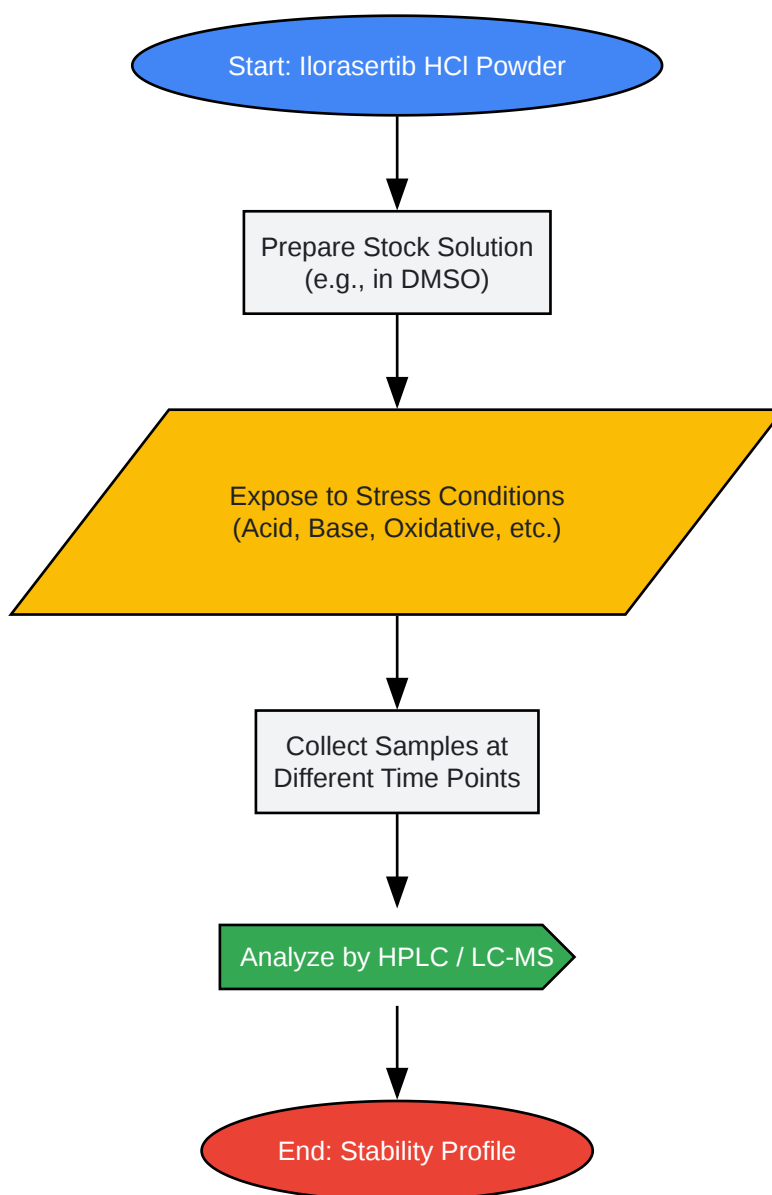 Start: Ilorasertib HCl Powder
Prepare Stock Solution
(e.g., in DMSO)
Expose to Stress Conditions
(Acid, Base, Oxidative, etc.)
Collect Samples at
Different Time Points
Analyze by HPLC / LC-MS
End: Stability Profile